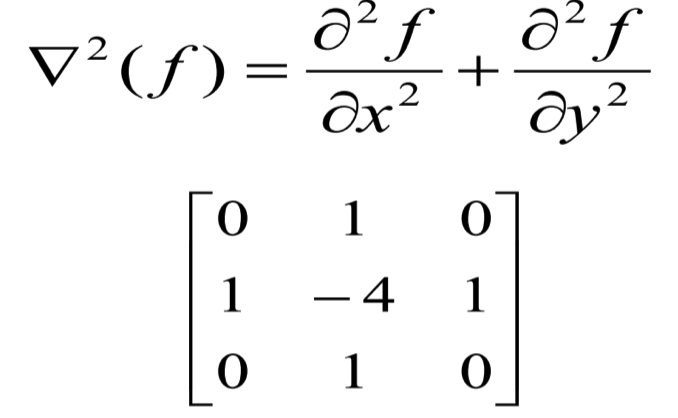 ∇²(f) = ∂²f/∂x² + ∂²f/∂y²
0 1 0
1 −4 1
0 1 0